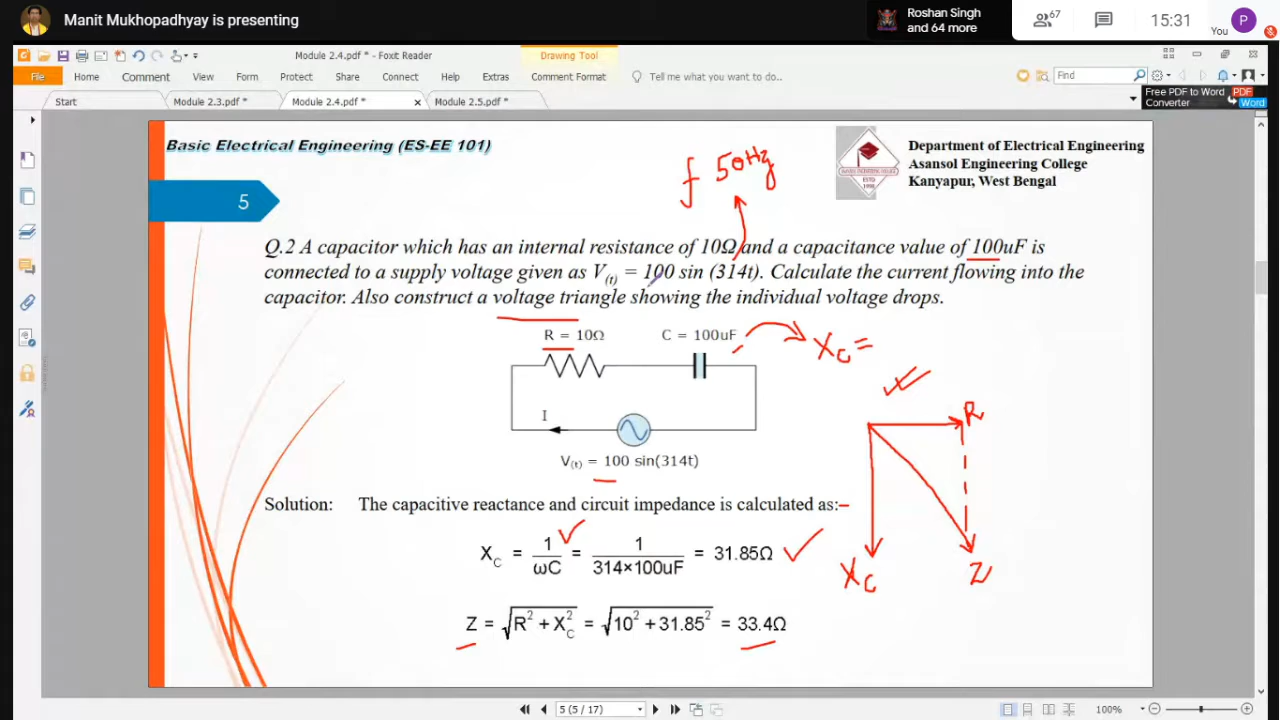 Manit Mukhopadhyay is presenting
Roshan Singh
and 64 more
67
15:31
You
P
Module 2.4.pdf * - Foxit Reader
Drawing Tool
File
Home
Comment
View
Form
Protect
Share
Connect
Help
Extras
Comment Format
Tell me what you want to do..
Find
Start
Module 2.3.pdf *
Module 2.4.pdf *
Module 2.5.pdf *
Free PDF to Word
Converter
PDF
Word
Basic Electrical Engineering (ES-EE 101)
Department of Electrical Engineering
Asansol Engineering College
Kanyapur, West Bengal
f 50Hz
5
Q.2 A capacitor which has an internal resistance of 10Ω and a capacitance value of 100uF is
connected to a supply voltage given as V(t) = 100 sin (314t). Calculate the current flowing into the
capacitor. Also construct a voltage triangle showing the individual voltage drops.
R = 10Ω
C = 100uF
XC =
I
V(t) = 100 sin(314t)
R
XC
Z
Solution: The capacitive reactance and circuit impedance is calculated as:-
XC = 1/ωC = 1/314×100uF = 31.85Ω
Z = √R² + XC² = √10² + 31.85² = 33.4Ω
5 (5 / 17)
100%